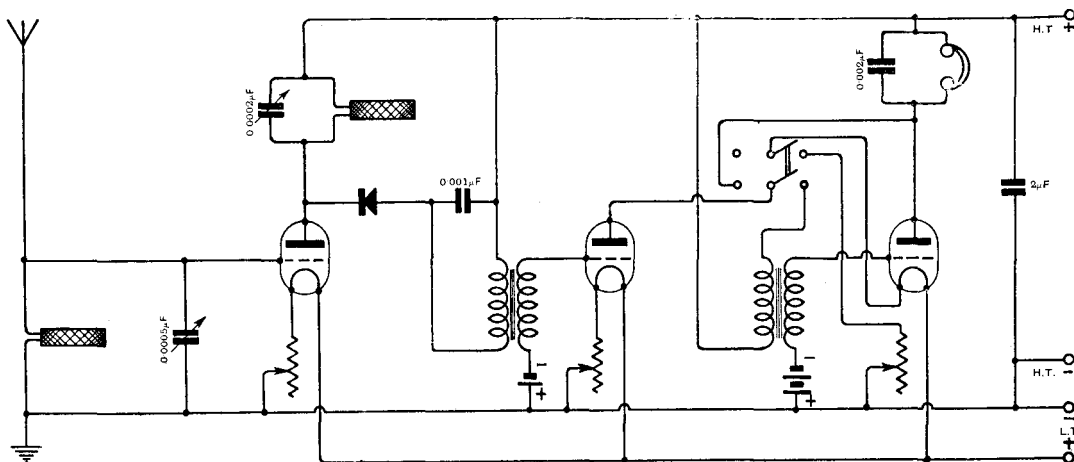 H.T
+
0·0002µF
0·002µF
0·001µF
2µF
0·0005µF
H.T.
-
-
+
-
+
-
L.T
+